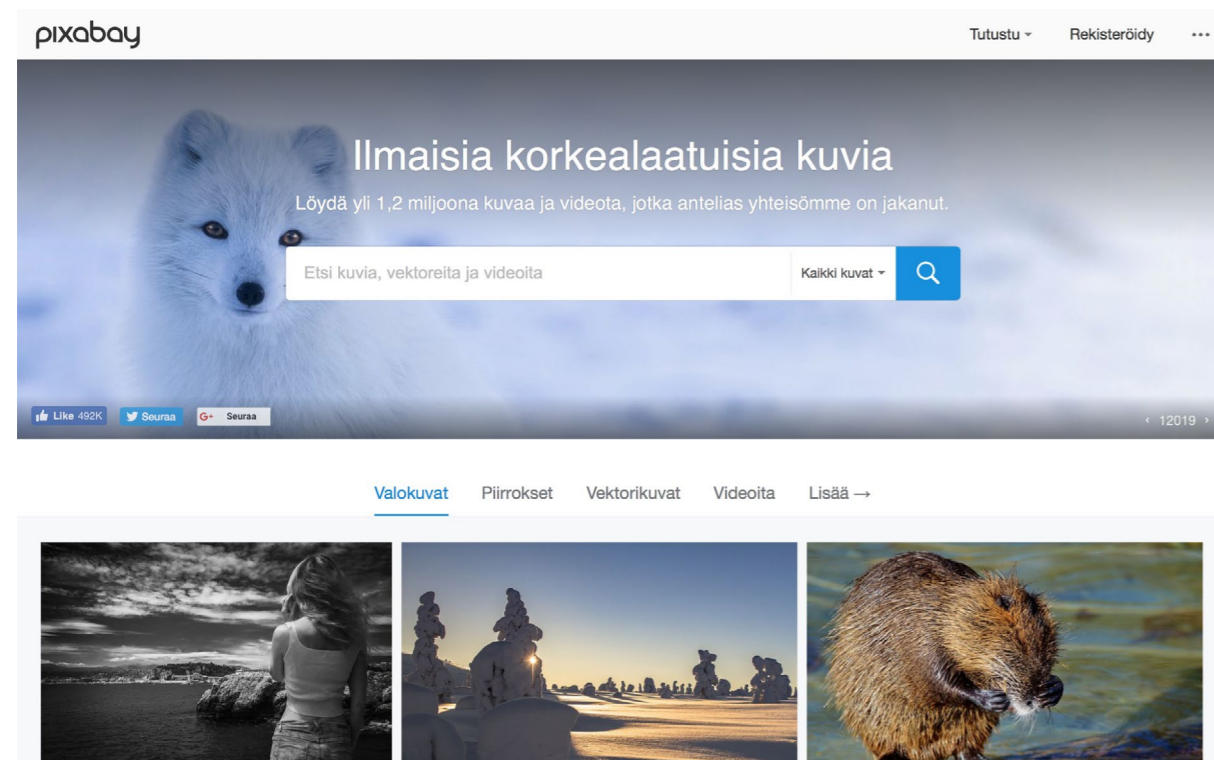 pixabay
Tutustu Rekisteröidy
Ilmaisia korkealaatuisia kuvia
Löydä yli 1,2 miljoona kuvaa ja videota, jotka antelias yhteisömme on jakanut.
Etsi kuvia, vektoreita ja videoita Kaikki kuvat
Like 492K Seuraa G+ Seuraa
‹ 12019 ›
Valokuvat Piirrokset Vektorikuvat Videoita Lisää →